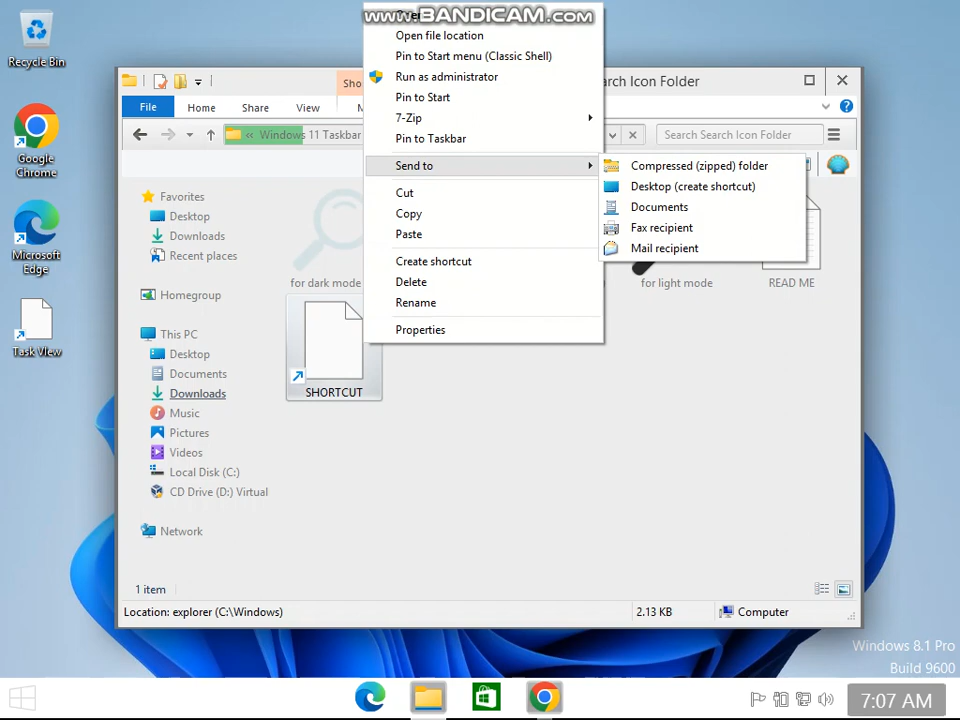 www.BANDICAM.com
Open file location
Pin to Start menu (Classic Shell)
Run as administrator
Pin to Start
7-Zip
Pin to Taskbar
Send to
Cut
Copy
Paste
Create shortcut
Delete
Rename
Properties
Compressed (zipped) folder
Desktop (create shortcut)
Documents
Fax recipient
Mail recipient
Recycle Bin
Google Chrome
Microsoft Edge
Task View
Sho
rch Icon Folder
File
Home
Share
View
« Windows 11 Taskbar
Search Search Icon Folder
Favorites
Desktop
Downloads
Recent places
Homegroup
This PC
Desktop
Documents
Downloads
Music
Pictures
Videos
Local Disk (C:)
CD Drive (D:) Virtual
Network
for dark mode
for light mode
READ ME
SHORTCUT
1 item
Location: explorer (C:\Windows)
2.13 KB
Computer
Windows 8.1 Pro
Build 9600
7:07 AM